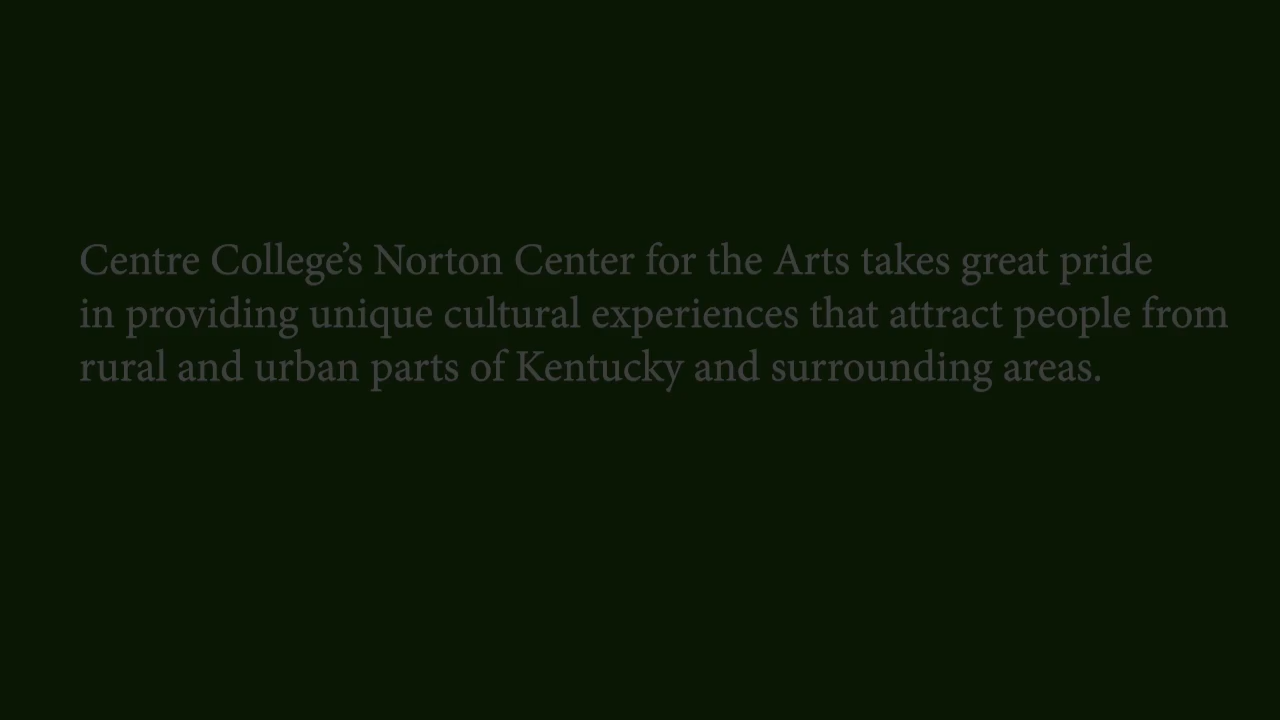 Centre College’s Norton Center for the Arts takes great pride
in providing unique cultural experiences that attract people from
rural and urban parts of Kentucky and surrounding areas.